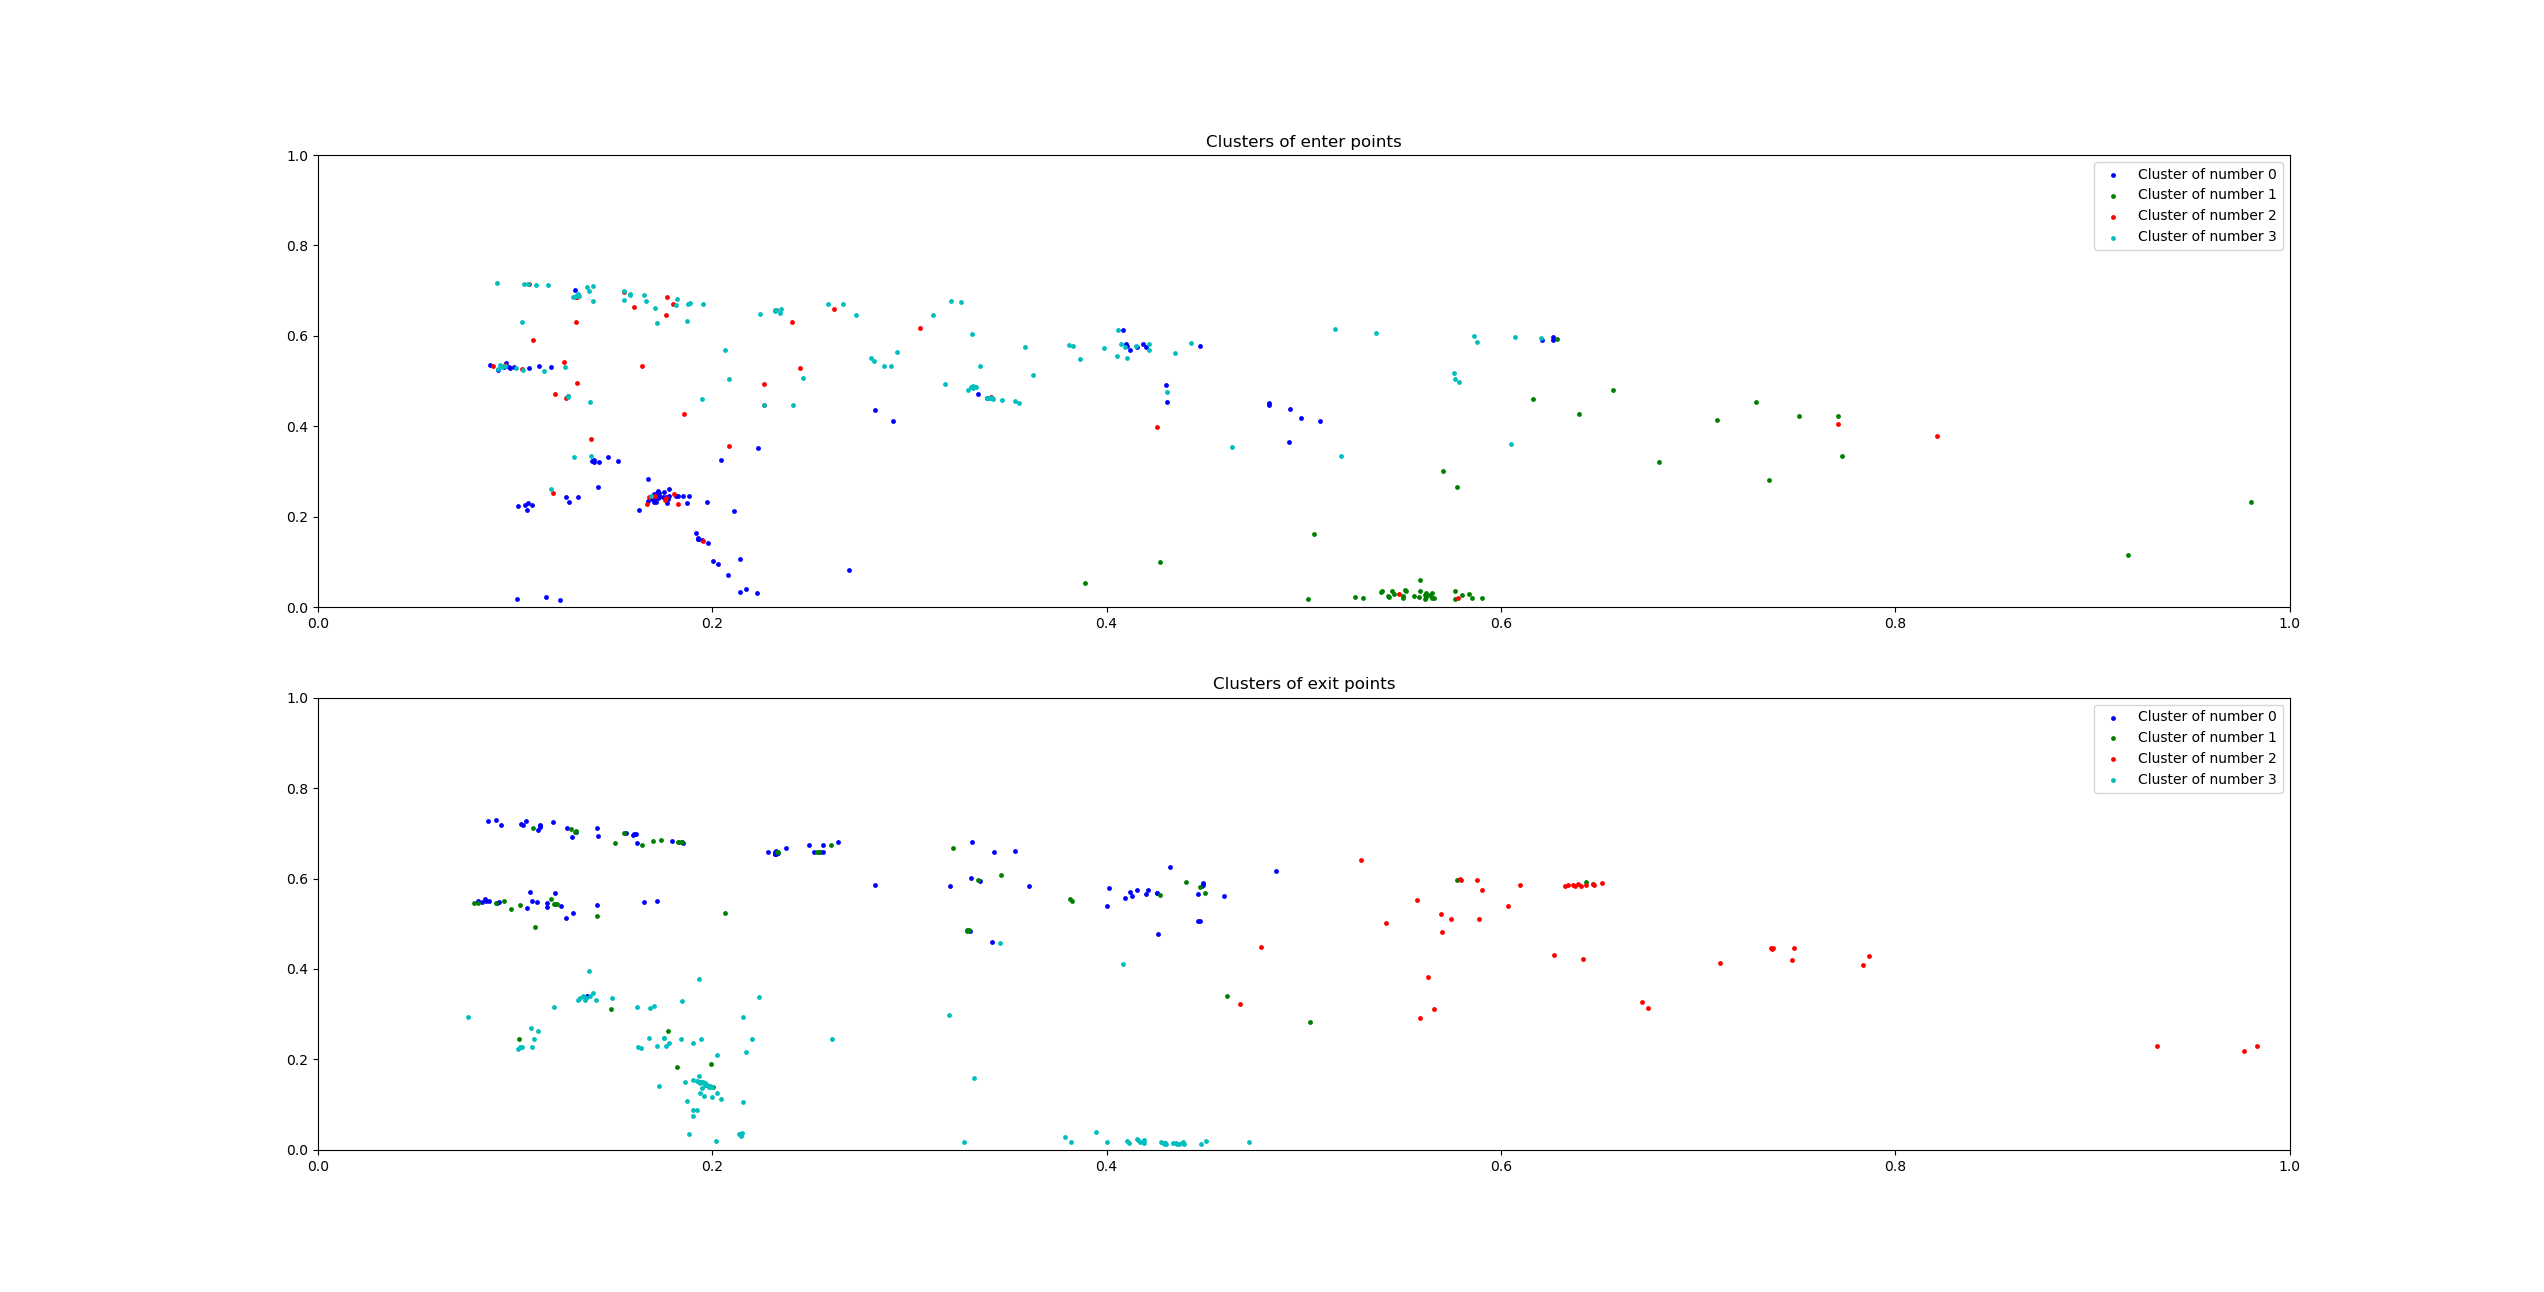 Clusters of enter points
1.0
0.8
0.6
0.4
0.2
0.0
0.0 0.2 0.4 0.6 0.8 1.0
Cluster of number 0
Cluster of number 1
Cluster of number 2
Cluster of number 3
Clusters of exit points
1.0
0.8
0.6
0.4
0.2
0.0
0.0 0.2 0.4 0.6 0.8 1.0
Cluster of number 0
Cluster of number 1
Cluster of number 2
Cluster of number 3